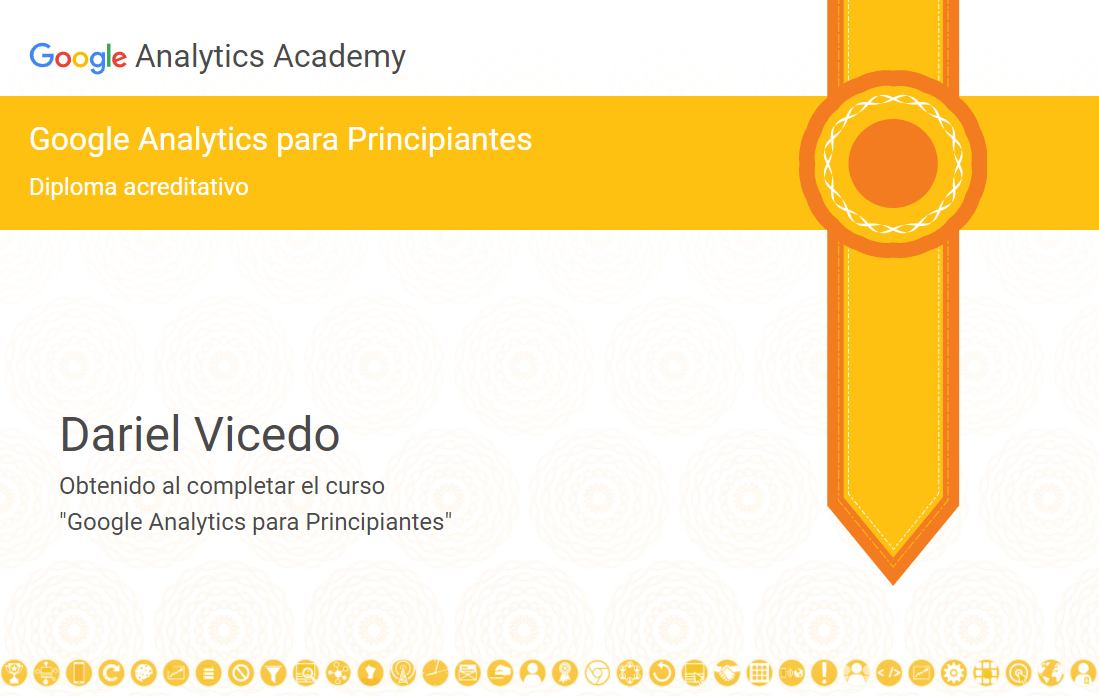 Google Analytics Academy
Google Analytics para Principiantes
Diploma acreditativo
Dariel Vicedo
Obtenido al completar el curso
"Google Analytics para Principiantes"